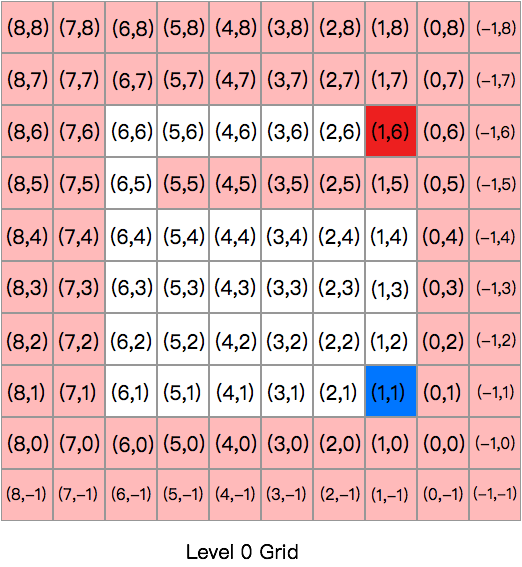 (8,8) (7,8) (6,8) (5,8) (4,8) (3,8) (2,8) (1,8) (0,8) (−1,8)
(8,7) (7,7) (6,7) (5,7) (4,7) (3,7) (2,7) (1,7) (0,7) (−1,7)
(8,6) (7,6) (6,6) (5,6) (4,6) (3,6) (2,6) (1,6) (0,6) (−1,6)
(8,5) (7,5) (6,5) (5,5) (4,5) (3,5) (2,5) (1,5) (0,5) (−1,5)
(8,4) (7,4) (6,4) (5,4) (4,4) (3,4) (2,4) (1,4) (0,4) (−1,4)
(8,3) (7,3) (6,3) (5,3) (4,3) (3,3) (2,3) (1,3) (0,3) (−1,3)
(8,2) (7,2) (6,2) (5,2) (4,2) (3,2) (2,2) (1,2) (0,2) (−1,2)
(8,1) (7,1) (6,1) (5,1) (4,1) (3,1) (2,1) (1,1) (0,1) (−1,1)
(8,0) (7,0) (6,0) (5,0) (4,0) (3,0) (2,0) (1,0) (0,0) (−1,0)
(8,−1) (7,−1) (6,−1) (5,−1) (4,−1) (3,−1) (2,−1) (1,−1) (0,−1) (−1,−1)
Level 0 Grid